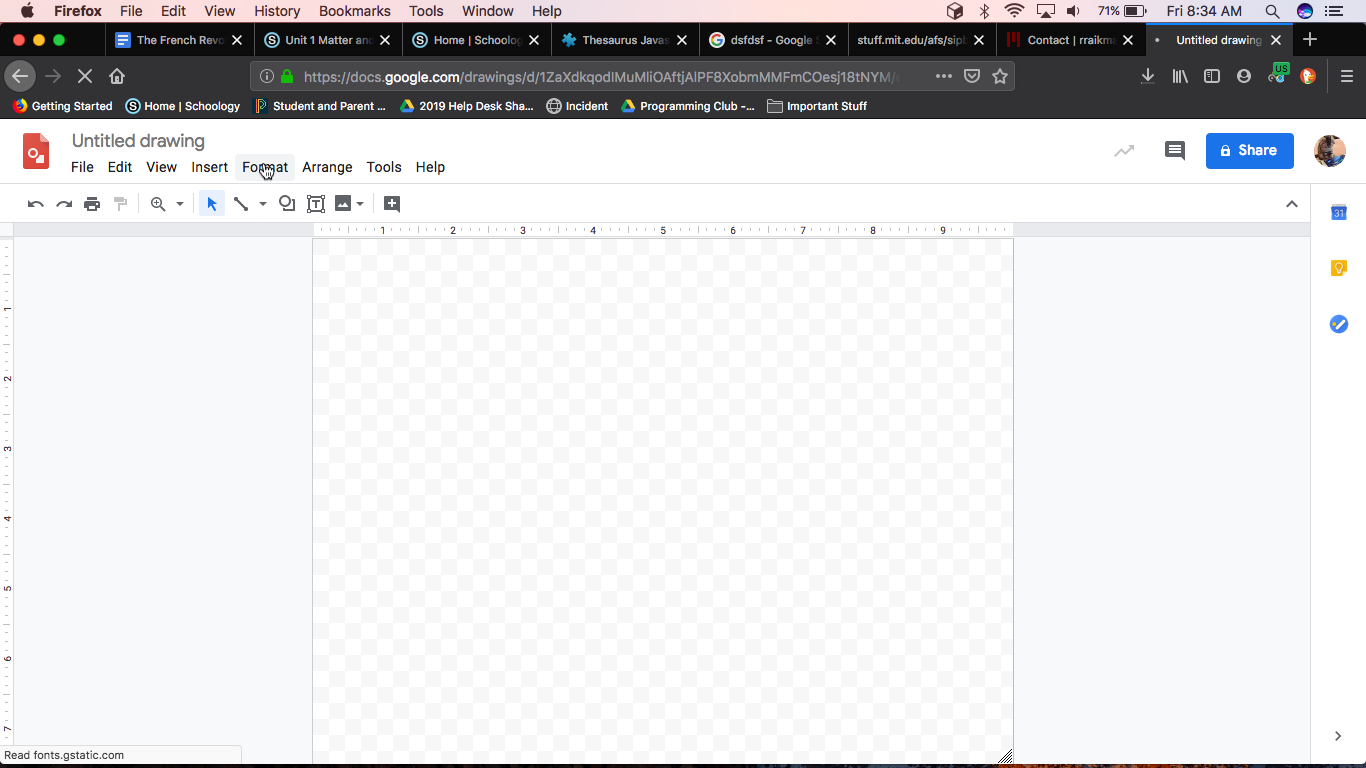 Firefox File Edit View History Bookmarks Tools Window Help 71% Fri 8:34 AM
The French Revo Unit 1 Matter and Home | Schoolog Thesaurus Javas dsfdsf - Google S stuff.mit.edu/afs/sipb Contact | rraikma Untitled drawing
https://docs.google.com/drawings/d/1ZaXdkqodIMuMliOAftjAlPF8XobmMMFmCOesj18tNYM/e US
Getting Started Home | Schoology Student and Parent ... 2019 Help Desk Sha... Incident Programming Club -... Important Stuff
Untitled drawing
File Edit View Insert Format Arrange Tools Help
Share
1 2 3 4 5 6 7 8 9
31
1
2
3
4
5
6
7
Read fonts.gstatic.com